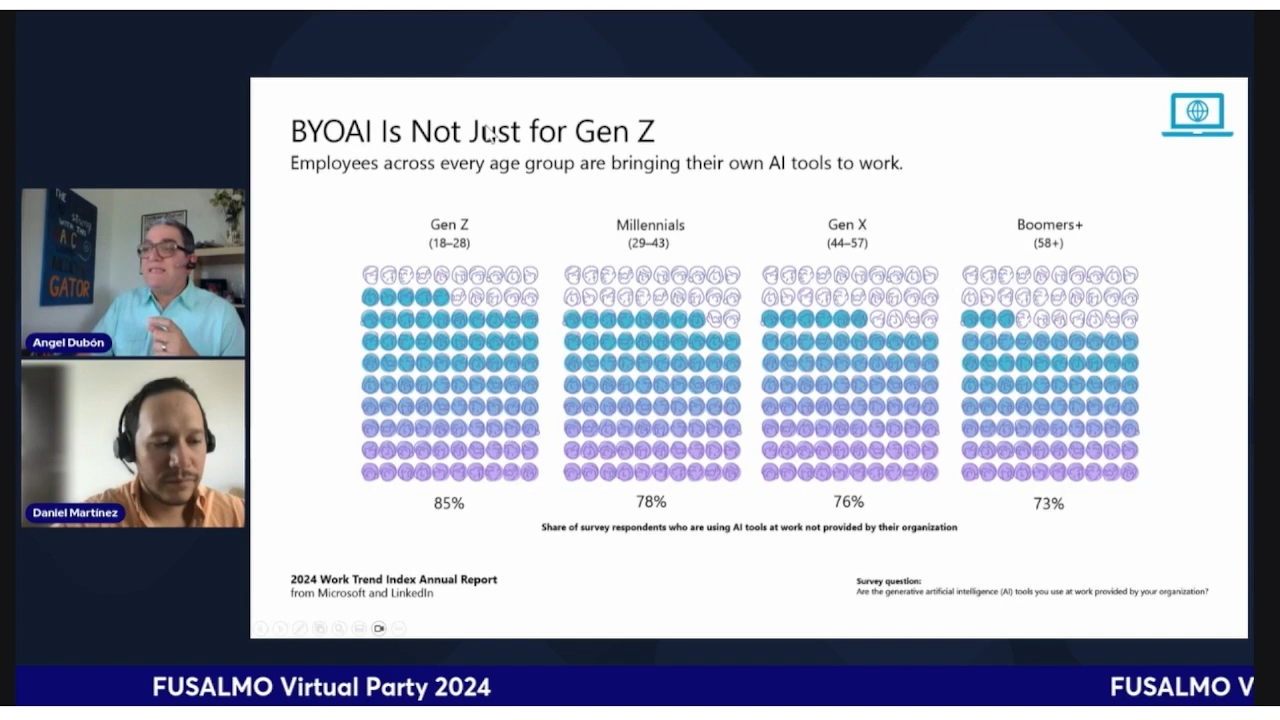 BYOAI Is Not Just for Gen Z
Employees across every age group are bringing their own AI tools to work.
Gen Z
(18–28)
Millennials
(29–43)
Gen X
(44–57)
Boomers+
(58+)
85%
78%
76%
73%
Share of survey respondents who are using AI tools at work not provided by their organization
2024 Work Trend Index Annual Report
from Microsoft and LinkedIn
Survey question:
Are the generative artificial intelligence (AI) tools you use at work provided by your organization?
THE
GATOR
Angel Dubón
Daniel Martínez
FUSALMO Virtual Party 2024
FUSALMO V